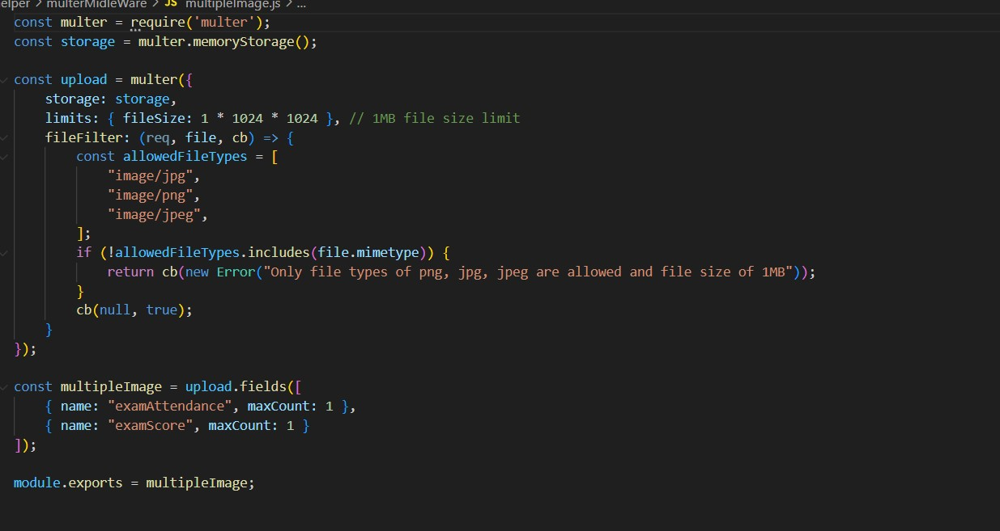 elper > multerMidleWare > JS multipleImage.js > ...
const multer = require('multer');
const storage = multer.memoryStorage();
const upload = multer({
    storage: storage,
    limits: { fileSize: 1 * 1024 * 1024 }, // 1MB file size limit
    fileFilter: (req, file, cb) => {
        const allowedFileTypes = [
            "image/jpg",
            "image/png",
            "image/jpeg",
        ];
        if (!allowedFileTypes.includes(file.mimetype)) {
            return cb(new Error("Only file types of png, jpg, jpeg are allowed and file size of 1MB"));
        }
        cb(null, true);
    }
});
const multipleImage = upload.fields([
    { name: "examAttendance", maxCount: 1 },
    { name: "examScore", maxCount: 1 }
]);
module.exports = multipleImage;